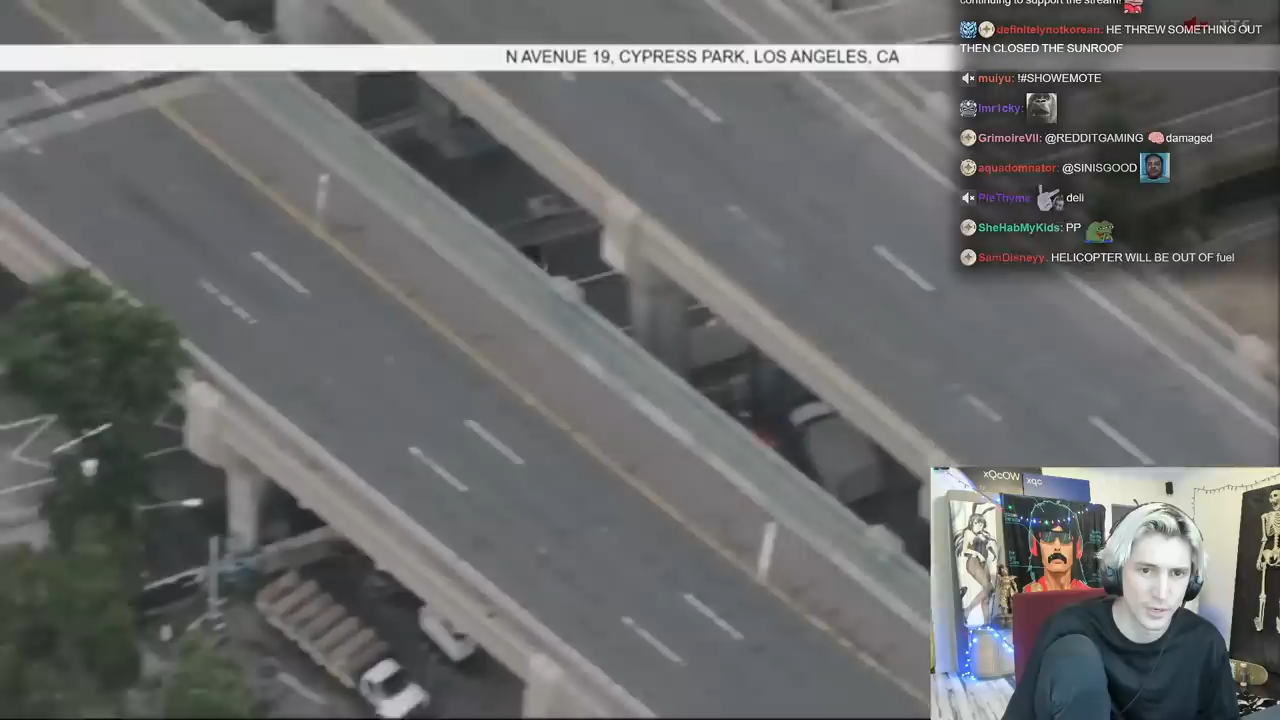 continuing to support the stream!
N AVENUE 19, CYPRESS PARK, LOS ANGELES, CA
definitelynotkorean: HE THREW SOMETHING OUT
THEN CLOSED THE SUNROOF
muiyu: !#SHOWEMOTE
lmr1cky:
GrimoireVII: @REDDITGAMING damaged
aquadomnator: @SINISGOOD
PieThyme: deli
SheHabMyKids: PP
SamDisneyy: HELICOPTER WILL BE OUT OF fuel
xQcOW
xqc